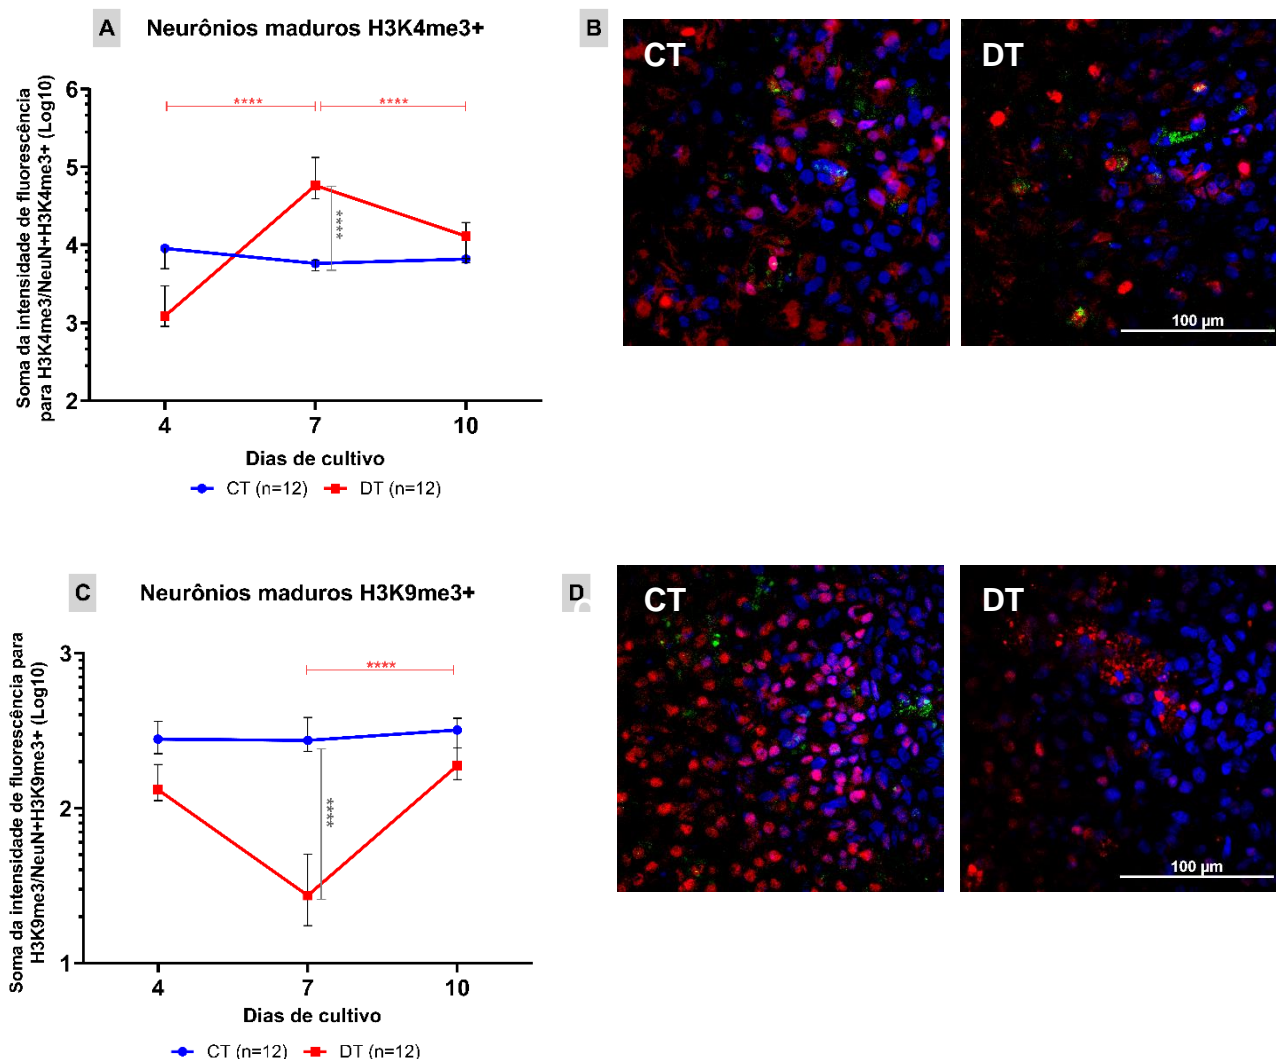 A
Neurônios maduros H3K4me3+
Soma da intensidade de fluorescência
para H3K4me3/NeuN+H3K4me3+ (Log10)
6
5
4
3
2
****
****
****
4
7
10
Dias de cultivo
CT (n=12)
DT (n=12)
B
CT
DT
100 µm
C
Neurônios maduros H3K9me3+
Soma da intensidade de fluorescência para
H3K9me3/NeuN+H3K9me3+ (Log10)
3
2
1
****
****
4
7
10
Dias de cultivo
CT (n=12)
DT (n=12)
D
CT
DT
100 µm